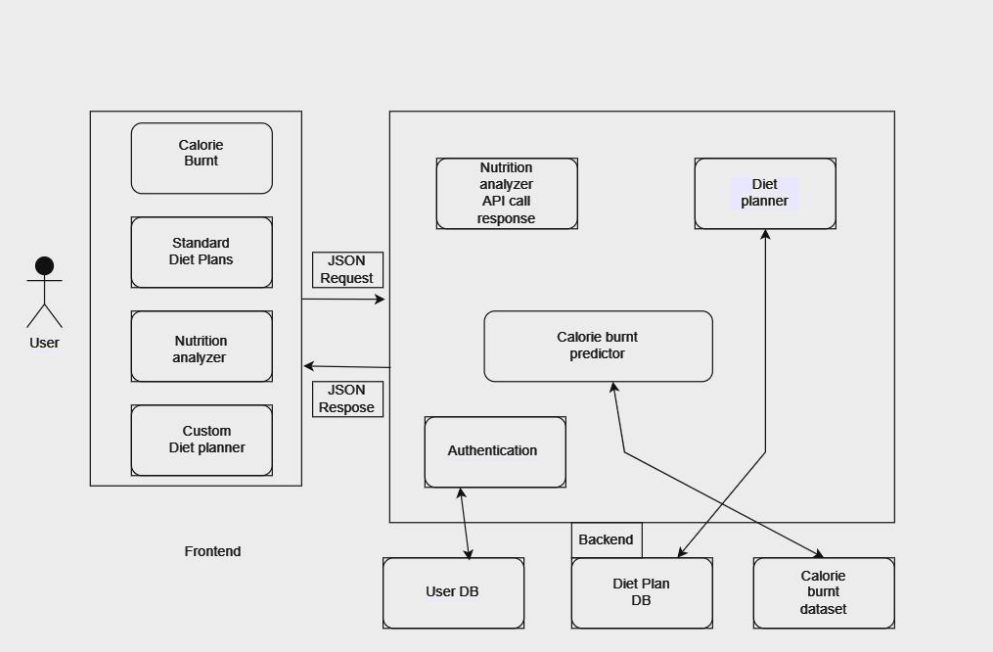 Calorie
Burnt
Standard
Diet Plans
Nutrition
analyzer
Custom
Diet planner
User
Frontend
JSON
Request
JSON
Respose
Nutrition
analyzer
API call
response
Diet
planner
Calorie burnt
predictor
Authentication
Backend
User DB
Diet Plan
DB
Calorie
burnt
dataset